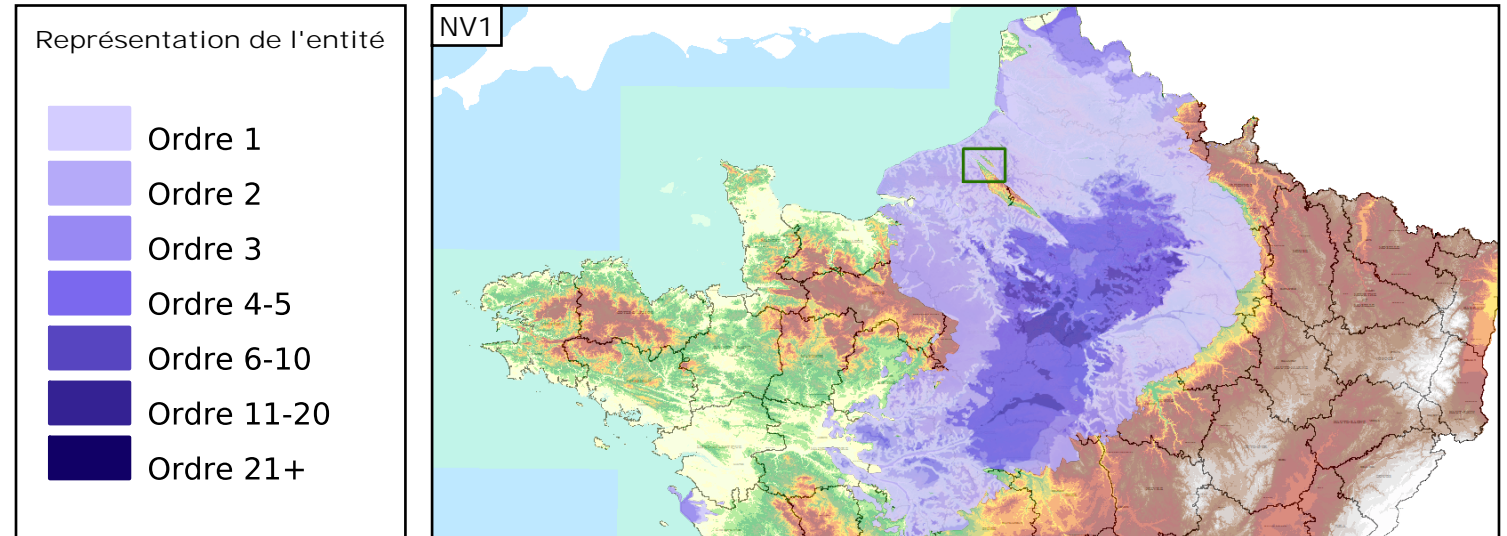 Représentation de l'entité
Ordre 1
Ordre 2
Ordre 3
Ordre 4-5
Ordre 6-10
Ordre 11-20
Ordre 21+
NV1